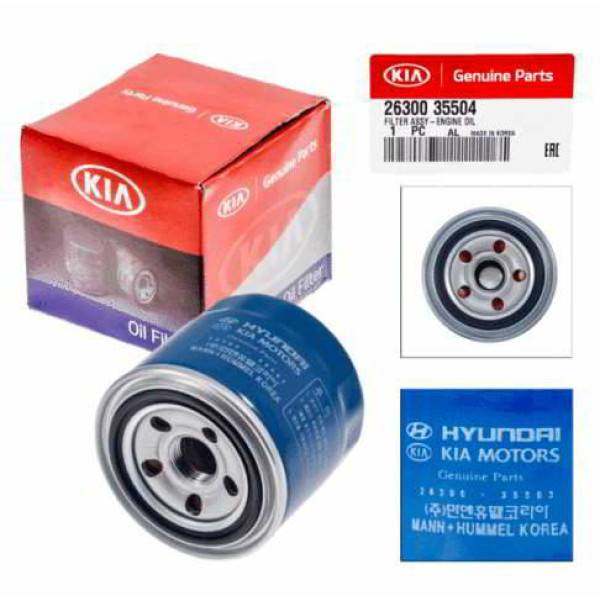 KIA
KIA
Genuine Parts
Oil Filter
Oil Fil
KIA Genuine Parts
26300 35504
FILTER ASSY-ENGINE OIL
1 PC AL MADE IN KOREA
EAC
HYUNDAI
KIA MOTORS
MANN+HUMMEL KOREA
HYUNDAI
KIA MOTORS
Genuine Parts
26300 - 35503
(주)만앤휴멜코리아
MANN+HUMMEL KOREA